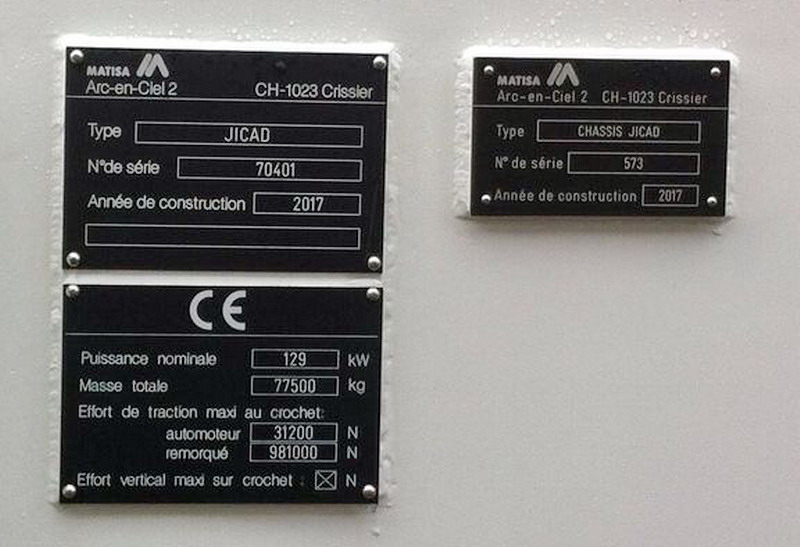 MATISA
Arc-en-Ciel 2 CH-1023 Crissier
Type JICAD
N°de série 70401
Année de construction 2017
CE
Puissance nominale 129 kW
Masse totale 77500 kg
Effort de traction maxi au crochet:
automoteur 31200 N
remorqué 981000 N
Effort vertical maxi sur crochet : N
MATISA
Arc-en-Ciel 2 CH-1023 Crissier
Type CHASSIS JICAD
N° de série 573
Année de construction 2017